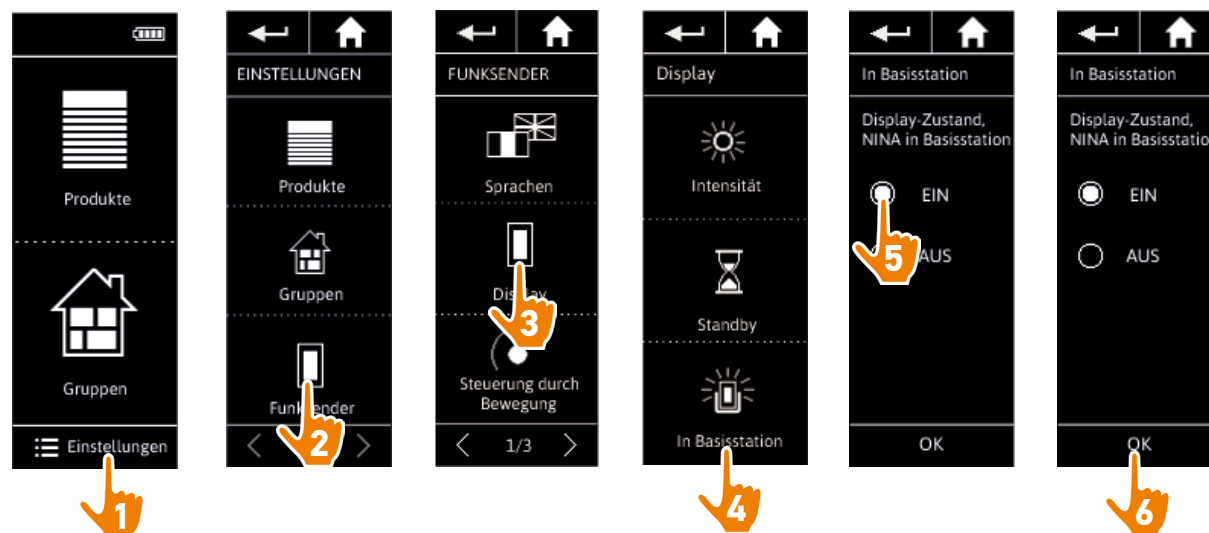 Produkte
Gruppen
Einstellungen
1
EINSTELLUNGEN
Produkte
Gruppen
Funksender
2
FUNKSENDER
Sprachen
Display
3
Steuerung durch
Bewegung
1/3
Display
Intensität
Standby
In Basisstation
4
In Basisstation
Display-Zustand,
NINA in Basisstation
EIN
AUS
5
OK
In Basisstation
Display-Zustand,
NINA in Basisstatio
EIN
AUS
OK
6